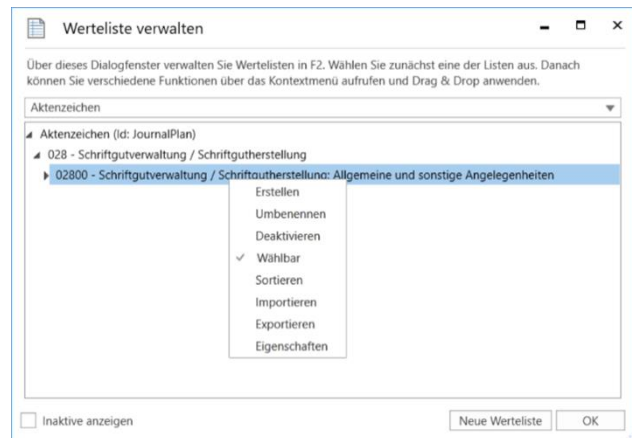 Werteliste verwalten
Über dieses Dialogfenster verwalten Sie Wertelisten in F2. Wählen Sie zunächst eine der Listen aus. Danach
können Sie verschiedene Funktionen über das Kontextmenü aufrufen und Drag & Drop anwenden.
Aktenzeichen
Aktenzeichen (Id: JournalPlan)
028 - Schriftgutverwaltung / Schriftgutherstellung
02800 - Schriftgutverwaltung / Schriftgutherstellung: Allgemeine und sonstige Angelegenheiten
Erstellen
Umbenennen
Deaktivieren
Wählbar
Sortieren
Importieren
Exportieren
Eigenschaften
Inaktive anzeigen
Neue Werteliste
OK